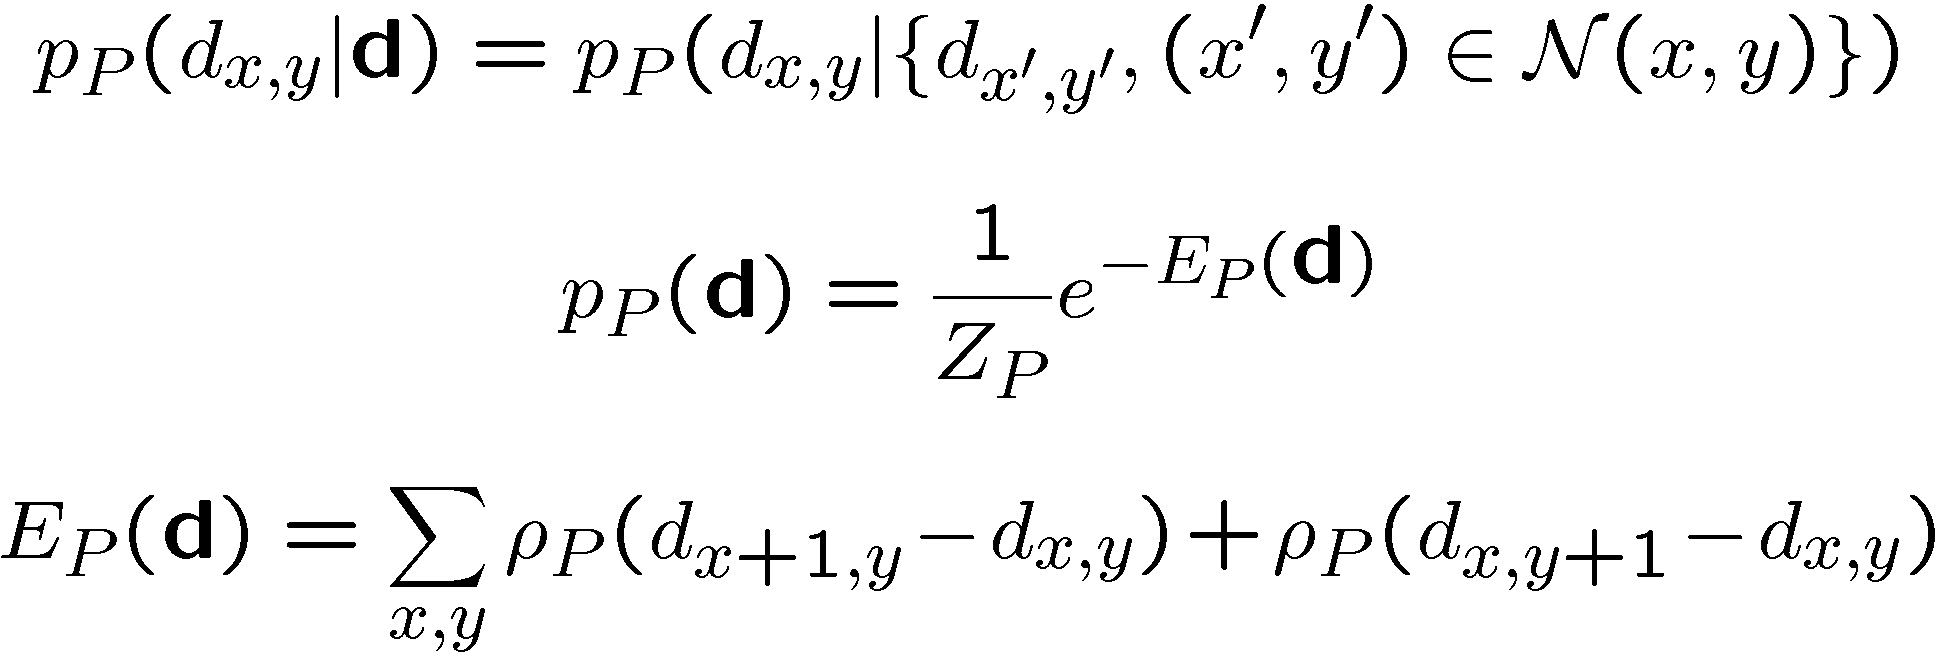 $p_P(d_{x,y}|\mathbf{d}) = p_P(d_{x,y}|\{d_{x',y'}, (x',y') \in \mathcal{N}(x,y)\})$
$p_P(\mathbf{d}) = \frac{1}{Z_P} e^{-E_P(\mathbf{d})}$
$E_P(\mathbf{d}) = \sum_{x,y} \rho_P(d_{x+1,y} - d_{x,y}) + \rho_P(d_{x,y+1} - d_{x,y})$